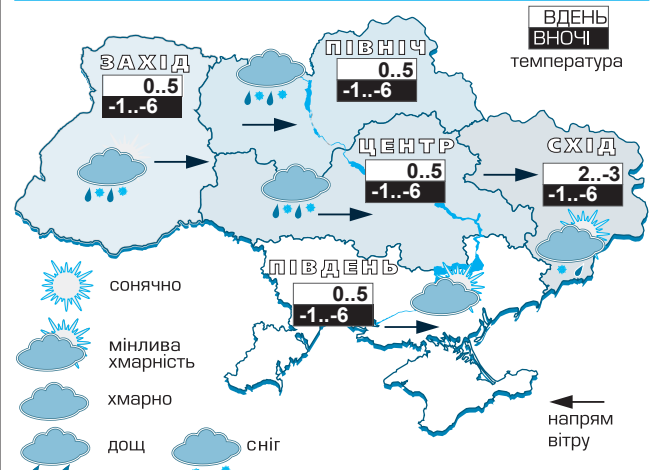 ВДЕНЬ
ВНОЧІ
температура
ЗАХІД
0..5
-1..-6
ПІВНІЧ
0..5
-1..-6
ЦЕНТР
0..5
-1..-6
СХІД
2..-3
-1..-6
ПІВДЕНЬ
0..5
-1..-6
сонячно
мінлива
хмарність
хмарно
дощ
сніг
напрям
вітру